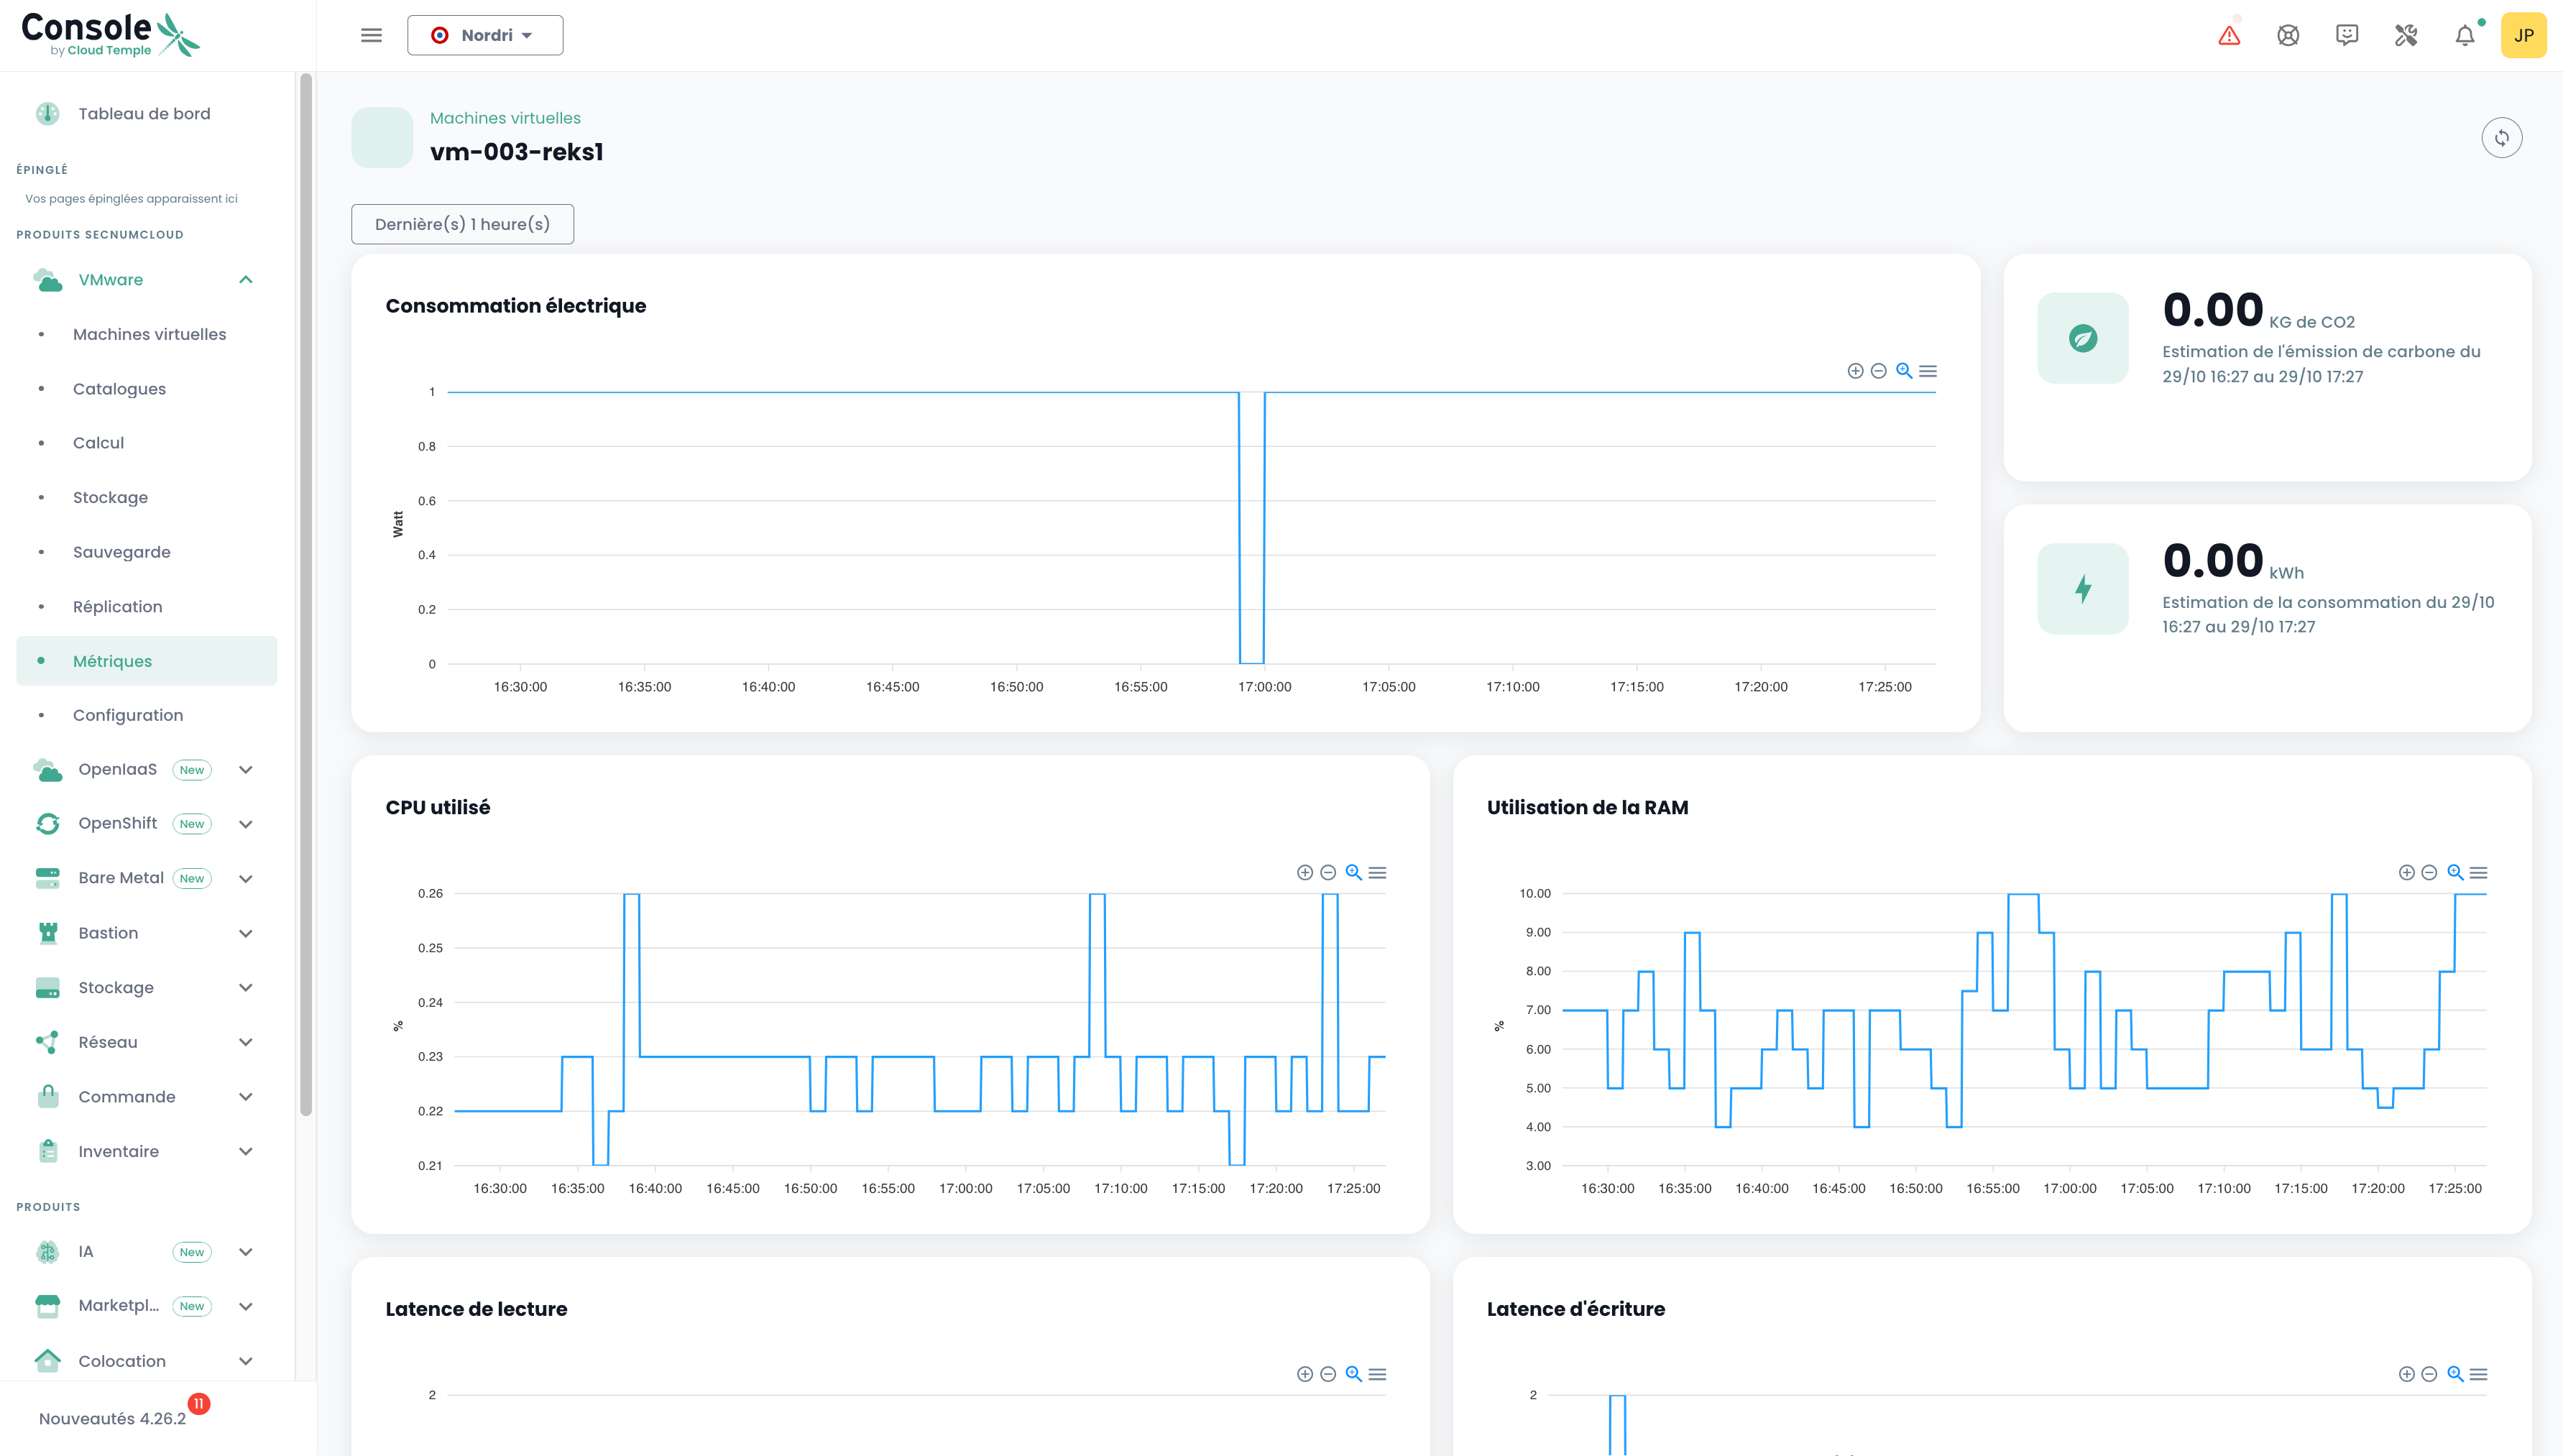 Console
by Cloud Temple
Nordri
JP
Tableau de bord
ÉPINGLÉ
Vos pages épinglées apparaissent ici
PRODUITS SECNUMCLOUD
VMware
Machines virtuelles
Catalogues
Calcul
Stockage
Sauvegarde
Réplication
Métriques
Configuration
OpenIaaS New
OpenShift New
Bare Metal New
Bastion
Stockage
Réseau
Commande
Inventaire
PRODUITS
IA New
Marketpl... New
Colocation
Nouveautés 4.26.2
11
Machines virtuelles
vm-003-reks1
Dernière(s) 1 heure(s)
Consommation électrique
Watt
1
0.8
0.6
0.4
0.2
0
16:30:00 16:35:00 16:40:00 16:45:00 16:50:00 16:55:00 17:00:00 17:05:00 17:10:00 17:15:00 17:20:00 17:25:00
0.00 KG de CO2
Estimation de l'émission de carbone du
29/10 16:27 au 29/10 17:27
0.00 kWh
Estimation de la consommation du 29/10
16:27 au 29/10 17:27
CPU utilisé
%
0.26
0.25
0.24
0.23
0.22
0.21
16:30:00 16:35:00 16:40:00 16:45:00 16:50:00 16:55:00 17:00:00 17:05:00 17:10:00 17:15:00 17:20:00 17:25:00
Utilisation de la RAM
%
10.00
9.00
8.00
7.00
6.00
5.00
4.00
3.00
16:30:00 16:35:00 16:40:00 16:45:00 16:50:00 16:55:00 17:00:00 17:05:00 17:10:00 17:15:00 17:20:00 17:25:00
Latence de lecture
2
Latence d'écriture
2